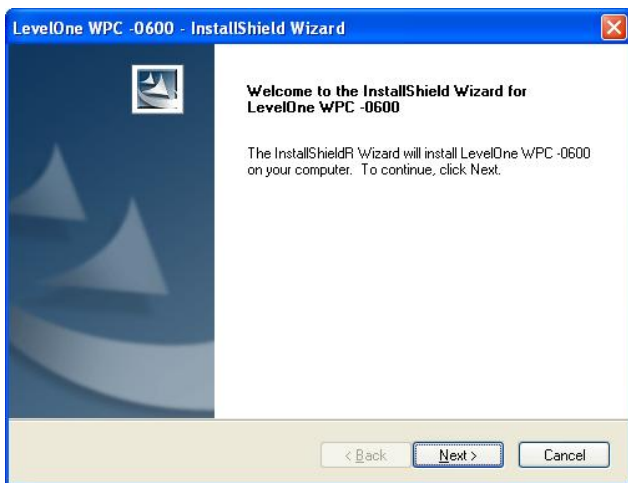 LevelOne WPC -0600 - InstallShield Wizard
Welcome to the InstallShield Wizard for
LevelOne WPC -0600
The InstallShieldR Wizard will install LevelOne WPC -0600
on your computer. To continue, click Next.
< Back
Next >
Cancel